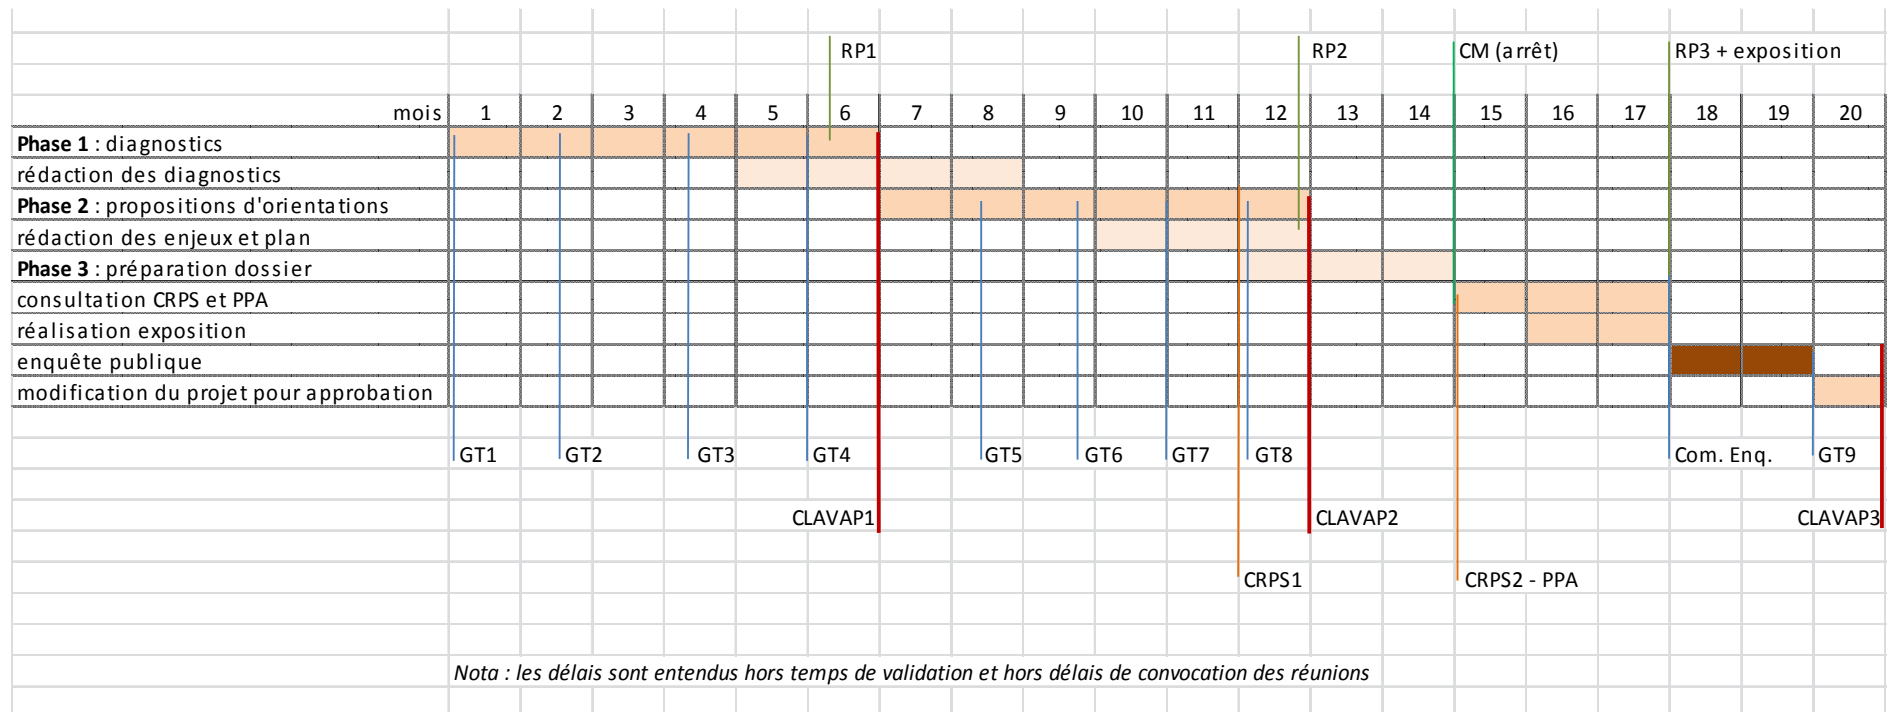 RP1 RP2 CM (arrêt) RP3 + exposition
mois 1 2 3 4 5 6 7 8 9 10 11 12 13 14 15 16 17 18 19 20
Phase 1 : diagnostics
rédaction des diagnostics
Phase 2 : propositions d'orientations
rédaction des enjeux et plan
Phase 3 : préparation dossier
consultation CRPS et PPA
réalisation exposition
enquête publique
modification du projet pour approbation
GT1 GT2 GT3 GT4 GT5 GT6 GT7 GT8 Com. Enq. GT9
CLAVAP1 CLAVAP2 CLAVAP3
CRPS1 CRPS2 - PPA
Nota : les délais sont entendus hors temps de validation et hors délais de convocation des réunions